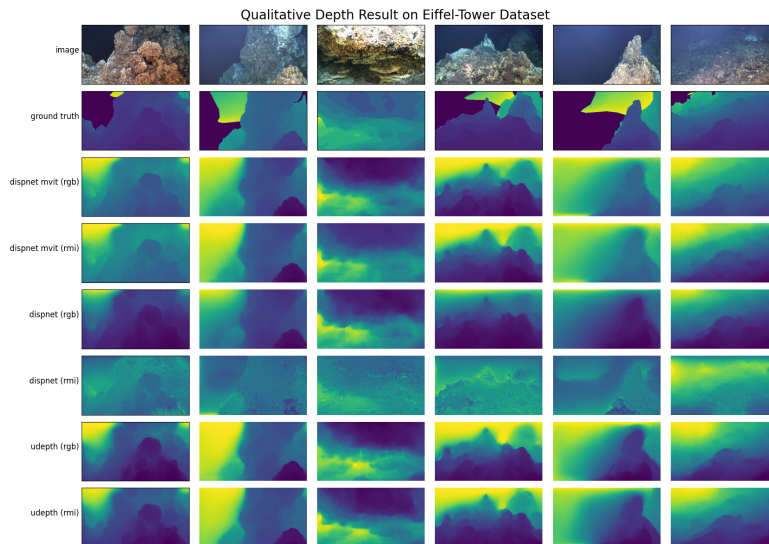 Qualitative Depth Result on Eiffel-Tower Dataset
image
ground truth
dispnet mvit (rgb)
dispnet mvit (rmi)
dispnet (rgb)
dispnet (rmi)
udepth (rgb)
udepth (rmi)